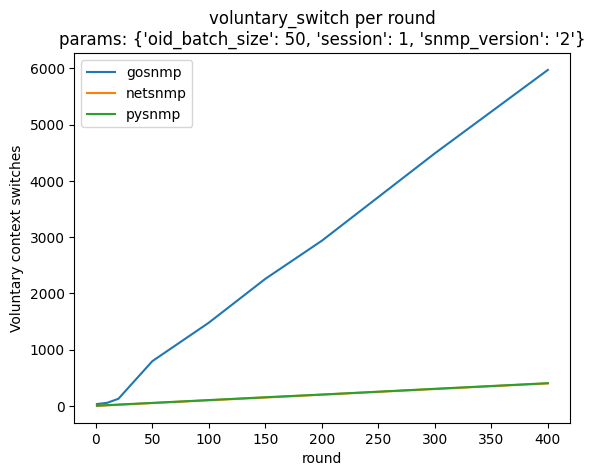 voluntary_switch per round
params: {'oid_batch_size': 50, 'session': 1, 'snmp_version': '2'}
gosnmp
netsnmp
pysnmp
Voluntary context switches
6000
5000
4000
3000
2000
1000
0
0 50 100 150 200 250 300 350 400
round